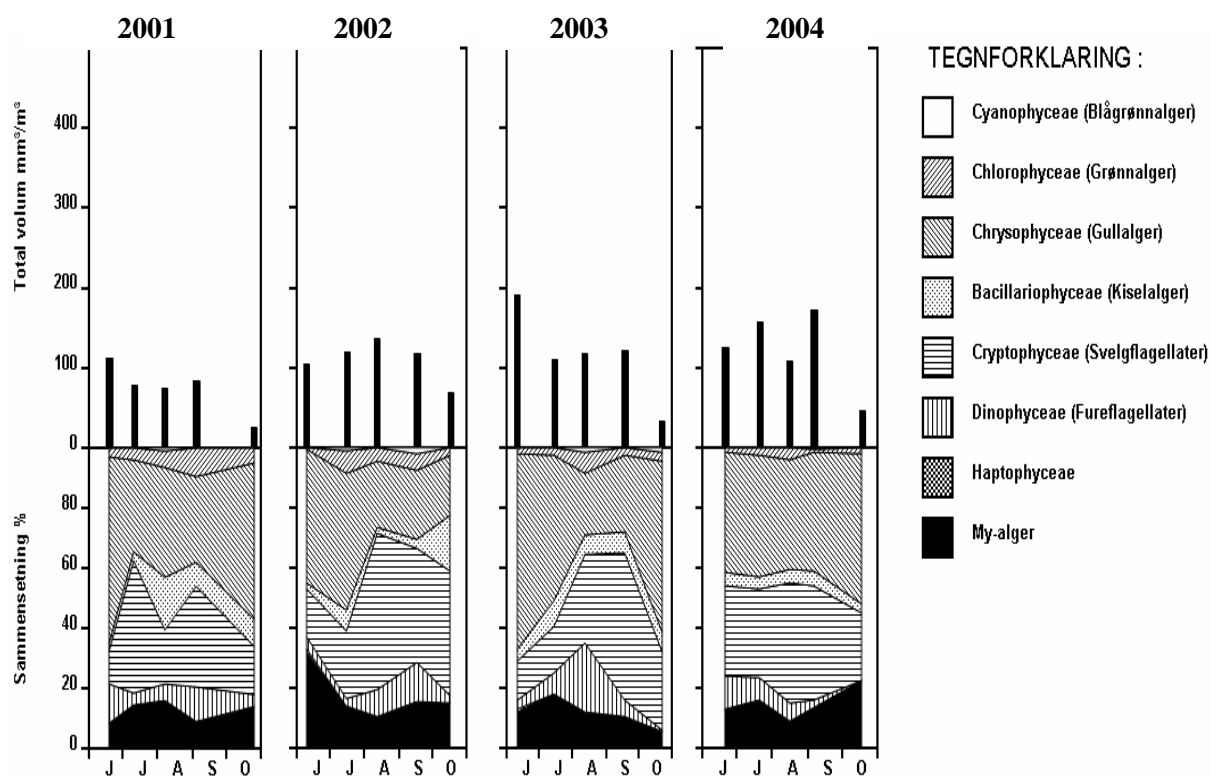 2001 2002 2003 2004
TEGNFORKLARING :
Cyanophyceae (Blågrønnalger)
Chlorophyceae (Grønnalger)
Chrysophyceae (Gullalger)
Bacillariophyceae (Kiselalger)
Cryptophyceae (Svelgflagellater)
Dinophyceae (Fureflagellater)
Haptophyceae
My-alger
Total volum mm³/m³
400
300
200
100
0
Sammensetning %
80
60
40
20
0
J J A S O J J A S O J J A S O J J A S O